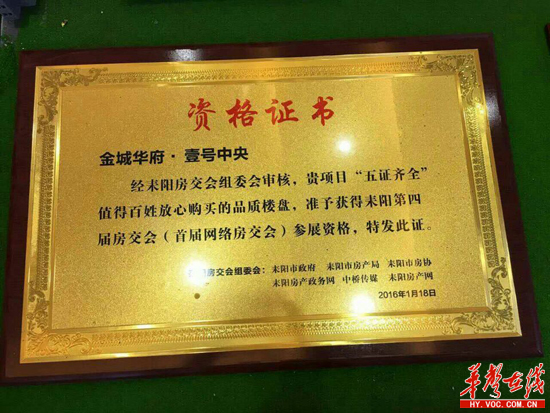 资格证书
金城华府·壹号中央
经耒阳房交会组委会审核，贵项目“五证齐全”
值得百姓放心购买的品质楼盘，准予获得耒阳第四
届房交会（首届网络房交会）参展资格，特发此证。
房交会组委会： 耒阳市政府 耒阳市房产局 耒阳市房协
耒阳房产政务网 中桥传媒 耒阳房产网
2016年1月18日
华声在线
HY.VOC.COM.CN